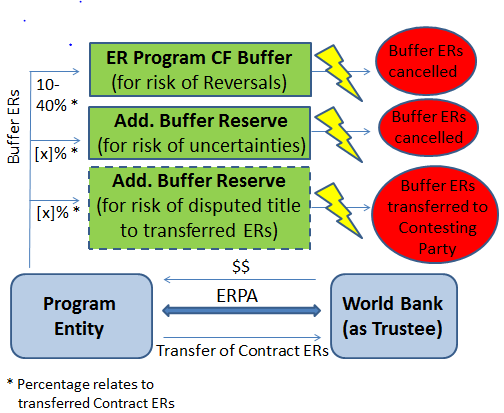 ER Program CF Buffer
(for risk of Reversals)
Buffer ERs
cancelled
10-
40% *
Buffer ERs
Add. Buffer Reserve
(for risk of uncertainties)
Buffer ERs
cancelled
[x]% *
Add. Buffer Reserve
(for risk of disputed title
to transferred ERs)
Buffer ERs
transferred to
Contesting
Party
[x]% *
$$
Program
Entity
ERPA
World Bank
(as Trustee)
Transfer of Contract ERs
* Percentage relates to
transferred Contract ERs